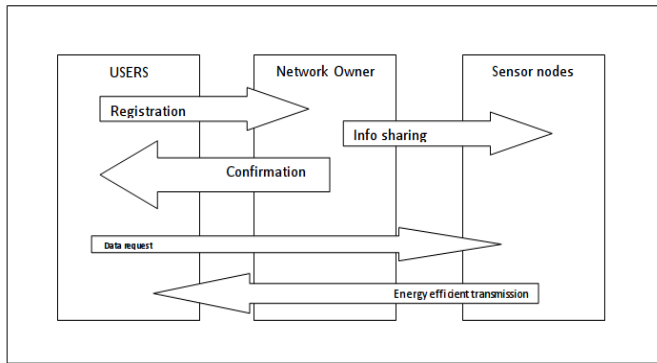 USERS
Network Owner
Sensor nodes
Registration
Info sharing
Confirmation
Data request
Energy efficient transmission